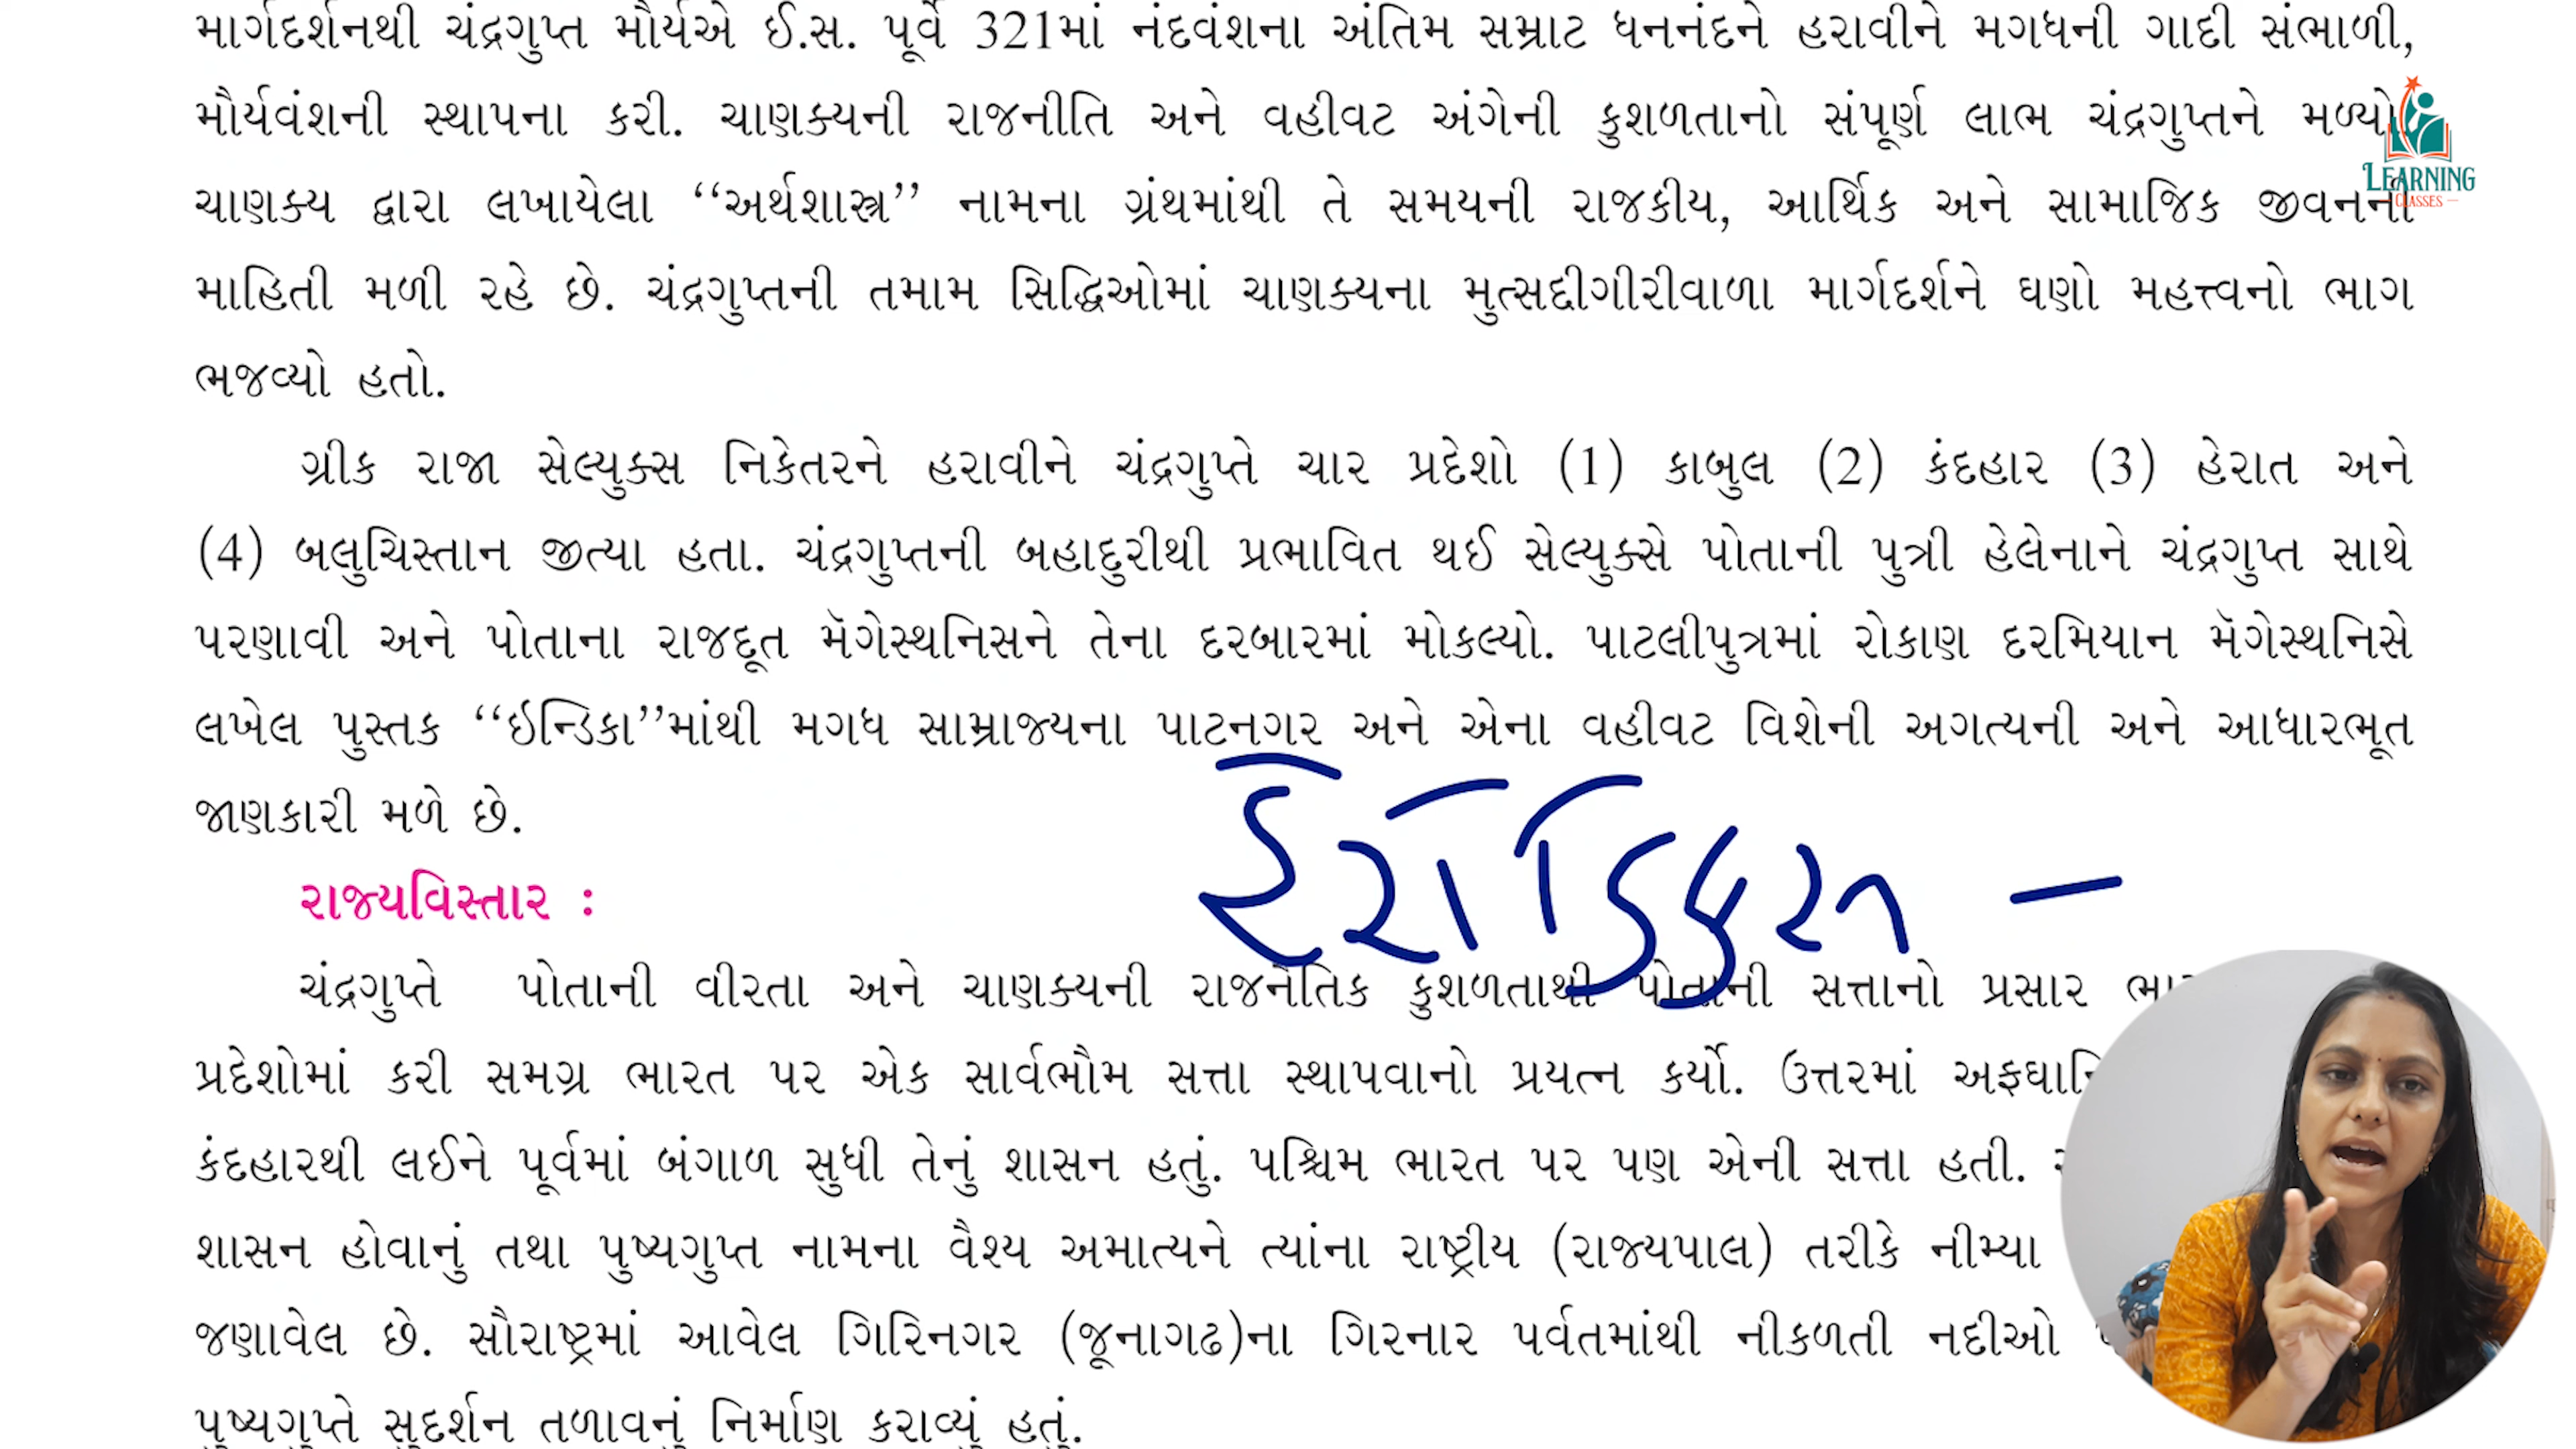 માર્ગદર્શનથી ચંદ્રગુપ્ત મૌર્યએ ઈ.સ. પૂર્વે 321માં નંદવંશના અંતિમ સમ્રાટ ધનનંદને હરાવીને મગધની ગાદી સંભાળી,
મૌર્યવંશની સ્થાપના કરી. ચાણક્યની રાજનીતિ અને વહીવટ અંગેની કુશળતાનો સંપૂર્ણ લાભ ચંદ્રગુપ્તને મળ્યો
ચાણક્ય દ્વારા લખાયેલા ‘‘અર્થશાસ્ત્ર’’ નામના ગ્રંથમાંથી તે સમયની રાજકીય, આર્થિક અને સામાજિક જીવનની
LEARNING
CLASSES
માહિતી મળી રહે છે. ચંદ્રગુપ્તની તમામ સિદ્ધિઓમાં ચાણક્યના મુત્સદ્દીગીરીવાળા માર્ગદર્શને ઘણો મહત્ત્વનો ભાગ
ભજવ્યો હતો.
ગ્રીક રાજા સેલ્યુક્સ નિકેતરને હરાવીને ચંદ્રગુપ્તે ચાર પ્રદેશો (1) કાબુલ (2) કંદહાર (3) હેરાત અને
(4) બલુચિસ્તાન જીત્યા હતા. ચંદ્રગુપ્તની બહાદુરીથી પ્રભાવિત થઈ સેલ્યુક્સે પોતાની પુત્રી હેલેનાને ચંદ્રગુપ્ત સાથે
પરણાવી અને પોતાના રાજદૂત મૅગેસ્થનિસને તેના દરબારમાં મોકલ્યો. પાટલીપુત્રમાં રોકાણ દરમિયાન મૅગેસ્થનિસે
લખેલ પુસ્તક ‘‘ઇન્ડિકા’’માંથી મગધ સામ્રાજ્યના પાટનગર અને એના વહીવટ વિશેની અગત્યની અને આધારભૂત
જાણકારી મળે છે.
રાજ્યવિસ્તાર :
ચંદ્રગુપ્તે પોતાની વીરતા અને ચાણક્યની રાજનૈતિક કુશળતાથી પોતાની સત્તાનો પ્રસાર
પ્રદેશોમાં કરી સમગ્ર ભારત પર એક સાર્વભૌમ સત્તા સ્થાપવાનો પ્રયત્ન કર્યો. ઉત્તરમાં
કંદહારથી લઈને પૂર્વમાં બંગાળ સુધી તેનું શાસન હતું. પશ્ચિમ ભારત પર પણ એની સત્તા હતી.
શાસન હોવાનું તથા પુષ્યગુપ્ત નામના વૈશ્ય અમાત્યને ત્યાંના રાષ્ટ્રીય (રાજ્યપાલ) તરીકે નીમ્યા
જણાવેલ છે. સૌરાષ્ટ્રમાં આવેલ ગિરિનગર (જૂનાગઢ)ના ગિરનાર પર્વતમાંથી નીકળતી નદીઓ
પુષ્યગુપ્તે સુદર્શન તળાવનું નિર્માણ કરાવ્યું હતું.